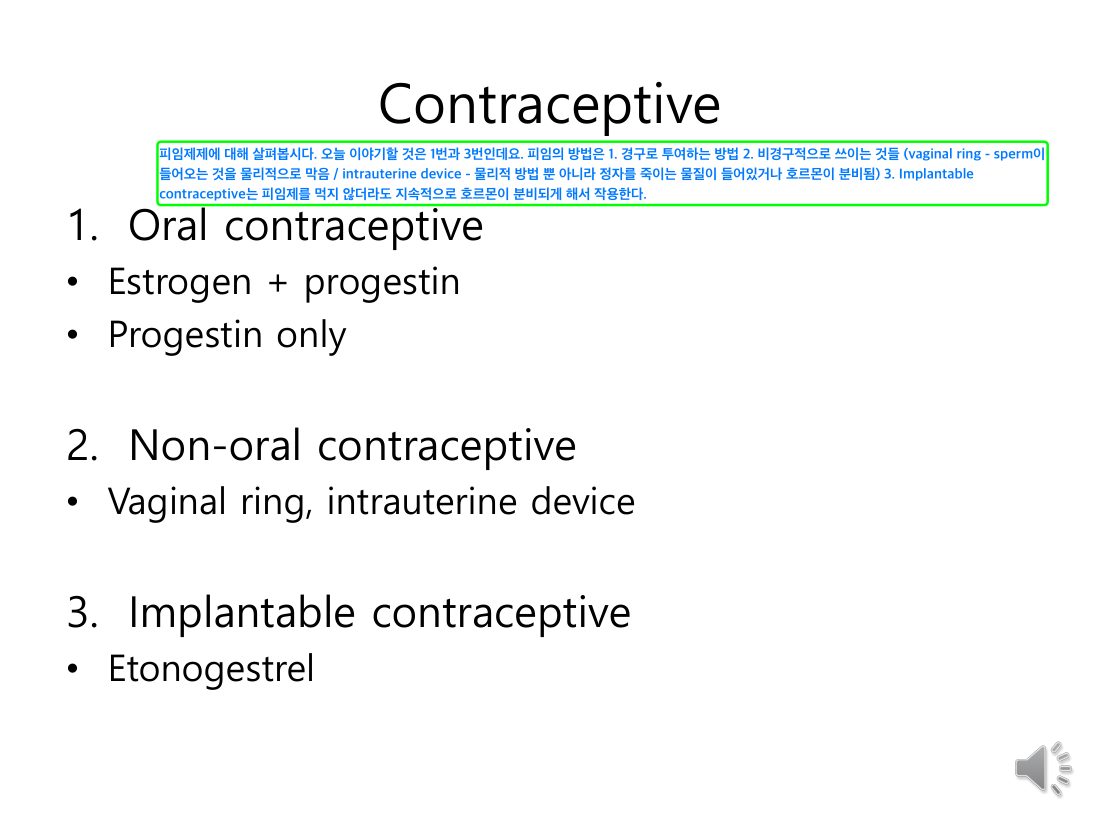 Contraceptive
피임제제에 대해 살펴봅시다. 오늘 이야기할 것은 1번과 3번인데요. 피임의 방법은 1. 경구로 투여하는 방법 2. 비경구적으로 쓰이는 것들 (vaginal ring - sperm이
들어오는 것을 물리적으로 막음 / intrauterine device - 물리적 방법 뿐 아니라 정자를 죽이는 물질이 들어있거나 호르몬이 분비됨) 3. Implantable
contraceptive는 피임제를 먹지 않더라도 지속적으로 호르몬이 분비되게 해서 작용한다.
1. Oral contraceptive
• Estrogen + progestin
• Progestin only
2. Non-oral contraceptive
• Vaginal ring, intrauterine device
3. Implantable contraceptive
• Etonogestrel